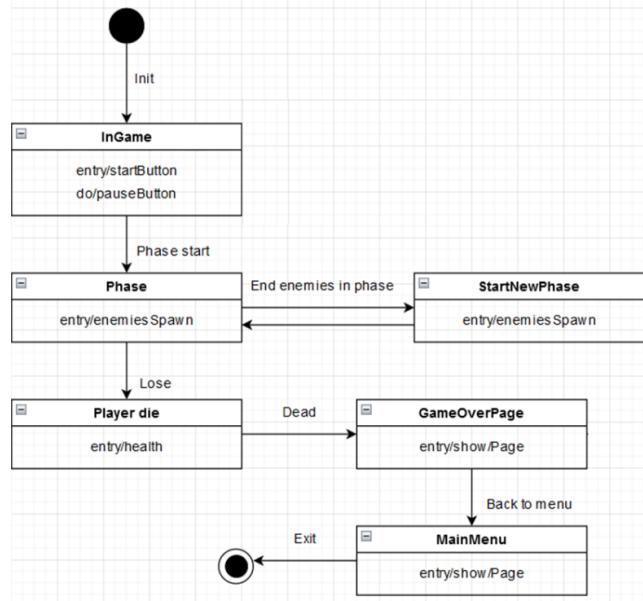 Init
InGame
entry/startButton
do/pauseButton
Phase start
Phase
entry/enemiesSpawn
End enemies in phase
StartNewPhase
entry/enemiesSpawn
Lose
Player die
entry/health
Dead
GameOverPage
entry/show/Page
Back to menu
MainMenu
entry/show/Page
Exit